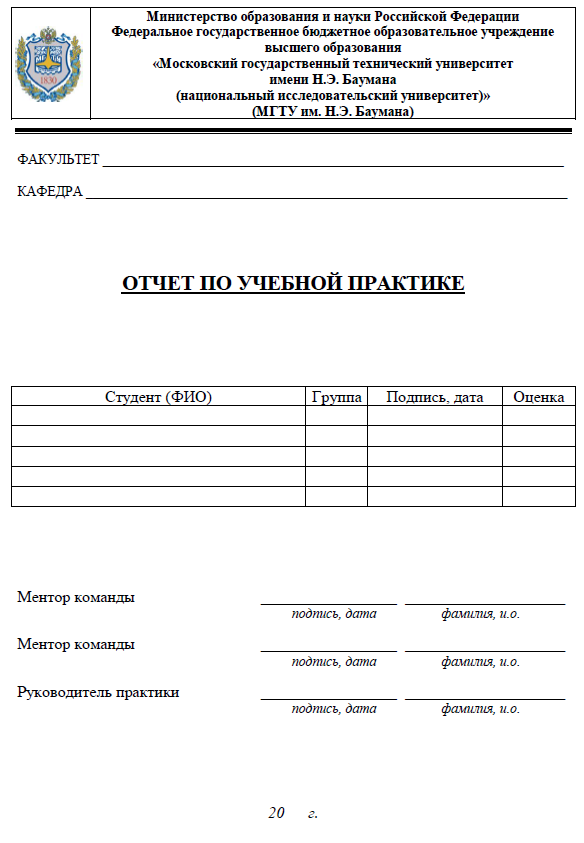 Министерство образования и науки Российской Федерации
Федеральное государственное бюджетное образовательное учреждение
высшего образования
«Московский государственный технический университет
имени Н.Э. Баумана
(национальный исследовательский университет)»
(МГТУ им. Н.Э. Баумана)
1830
ФАКУЛЬТЕТ
КАФЕДРА
ОТЧЕТ ПО УЧЕБНОЙ ПРАКТИКЕ
Студент (ФИО) Группа Подпись, дата Оценка
Ментор команды
подпись, дата фамилия, и.о.
Ментор команды
подпись, дата фамилия, и.о.
Руководитель практики
подпись, дата фамилия, и.о.
20 г.